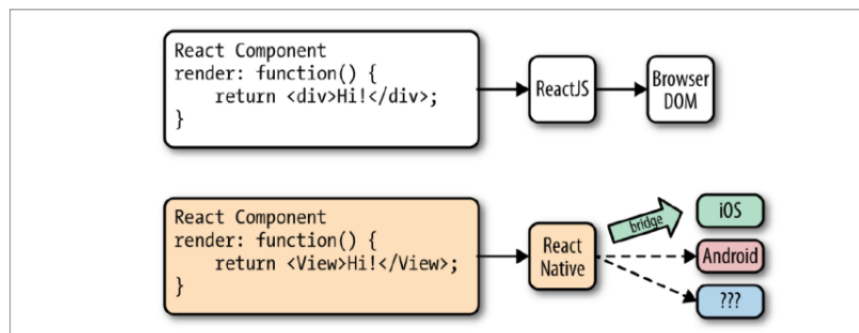 React Component
render: function() {
    return <div>Hi!</div>;
}
ReactJS
Browser
DOM
React Component
render: function() {
    return <View>Hi!</View>;
}
React
Native
bridge
iOS
Android
???